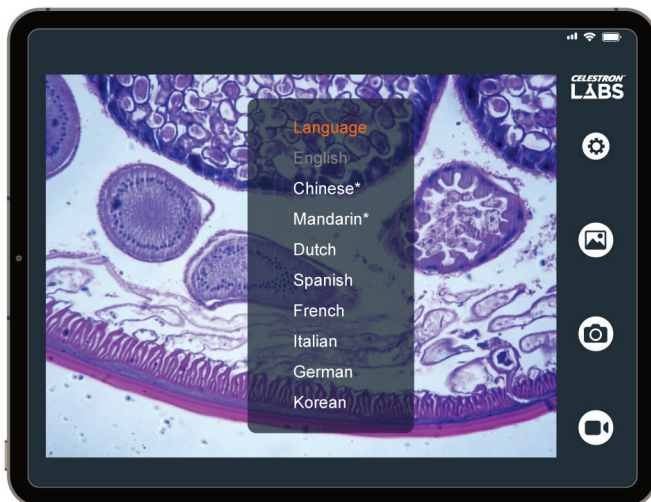 CELESTRON
LABS
Language
English
Chinese*
Mandarin*
Dutch
Spanish
French
Italian
German
Korean